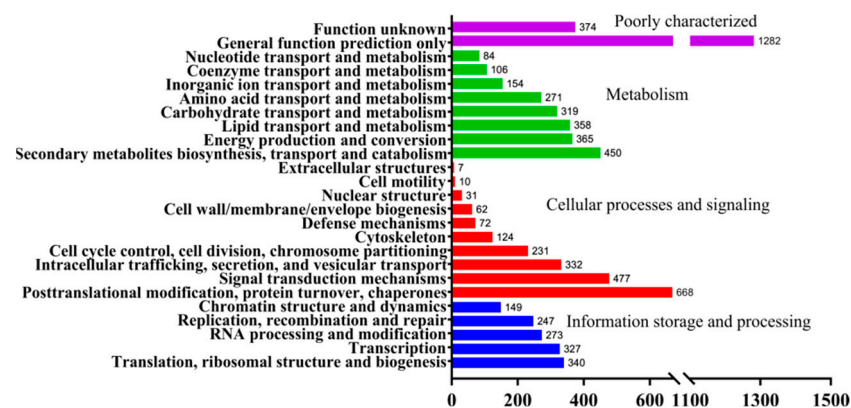 Function unknown 374 Poorly characterized
General function prediction only 1282
Nucleotide transport and metabolism 84
Coenzyme transport and metabolism 106
Inorganic ion transport and metabolism 154 Metabolism
Amino acid transport and metabolism 271
Carbohydrate transport and metabolism 319
Lipid transport and metabolism 358
Energy production and conversion 365
Secondary metabolites biosynthesis, transport and catabolism 450
Extracellular structures 7
Cell motility 10
Nuclear structure 31
Cell wall/membrane/envelope biogenesis 62 Cellular processes and signaling
Defense mechanisms 72
Cytoskeleton 124
Cell cycle control, cell division, chromosome partitioning 231
Intracellular trafficking, secretion, and vesicular transport 332
Signal transduction mechanisms 477
Posttranslational modification, protein turnover, chaperones 668
Chromatin structure and dynamics 149
Replication, recombination and repair 247 Information storage and processing
RNA processing and modification 273
Transcription 327
Translation, ribosomal structure and biogenesis 340
0 200 400 600 1100 1300 1500